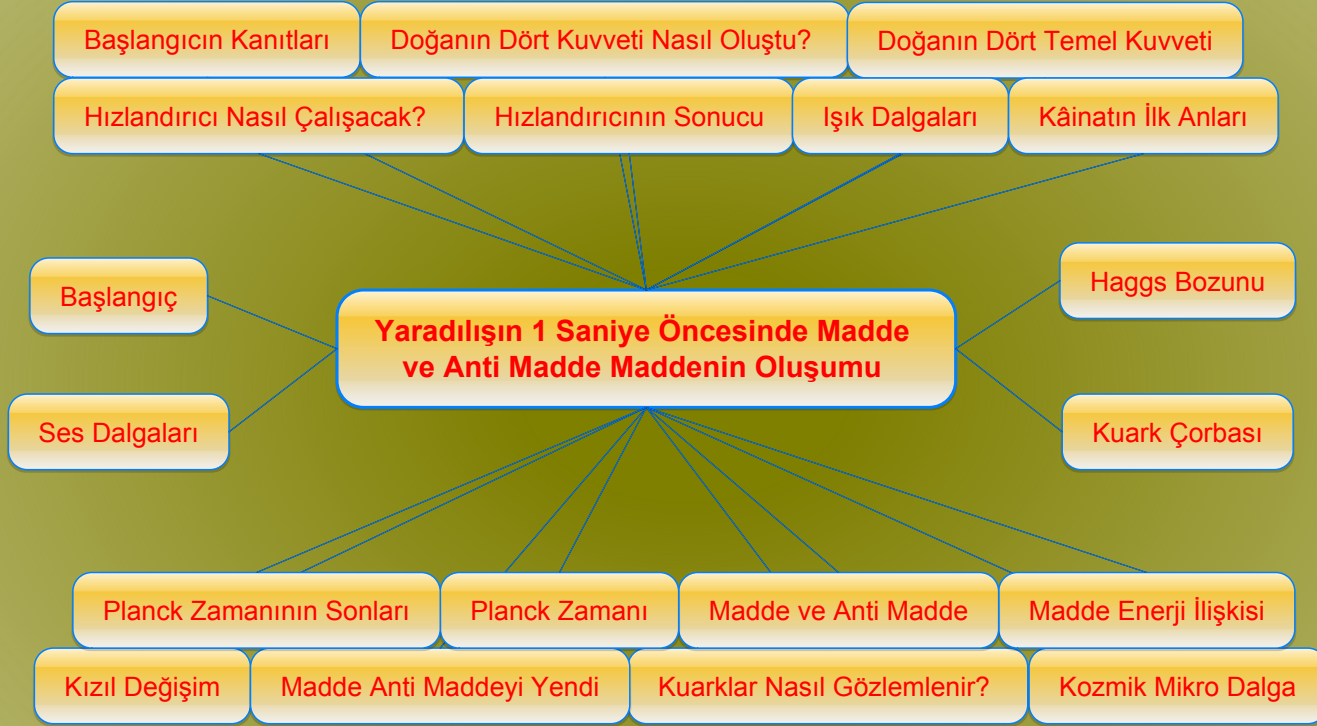 Başlangıcın Kanıtları
Doğanın Dört Kuvveti Nasıl Oluştu?
Doğanın Dört Temel Kuvveti
Hızlandırıcı Nasıl Çalışacak?
Hızlandırıcının Sonucu
Işık Dalgaları
Kâinatın İlk Anları
Başlangıç
Haggs Bozunu
Yaradılışın 1 Saniye Öncesinde Madde
ve Anti Madde Maddenin Oluşumu
Ses Dalgaları
Kuark Çorbası
Planck Zamanının Sonları
Planck Zamanı
Madde ve Anti Madde
Madde Enerji İlişkisi
Kızıl Değişim
Madde Anti Maddeyi Yendi
Kuarklar Nasıl Gözlemlenir?
Kozmik Mikro Dalga